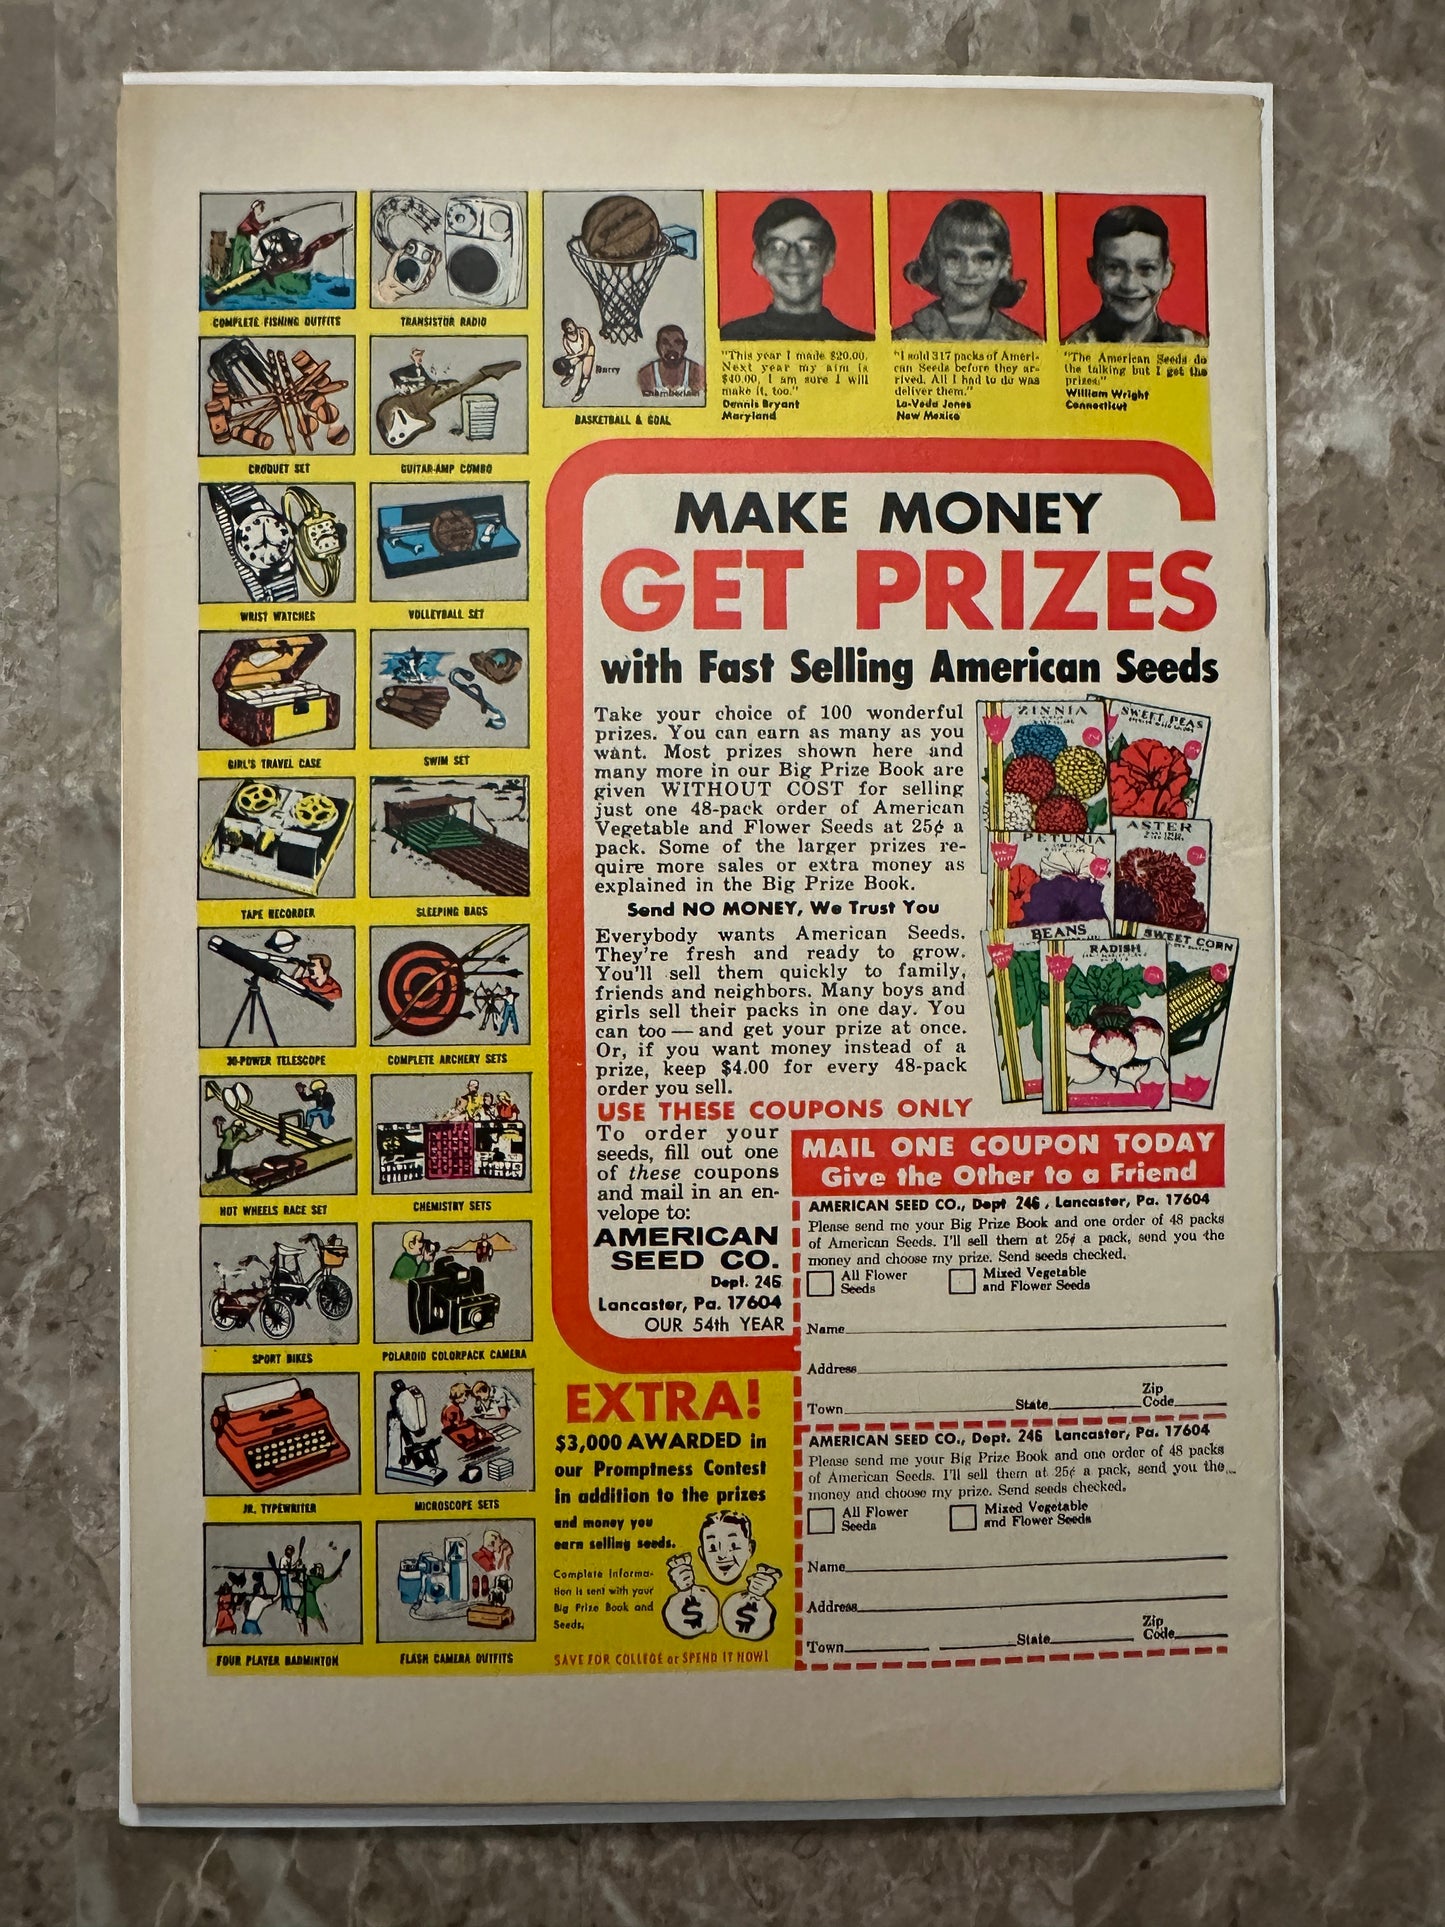 COMPLETE FISHING OUTFITS
TRANSISTOR RADIO
CROQUET SET
GUITAR-AMP COMBO
WRIST WATCHES
VOLLEYBALL SET
GIRL'S TRAVEL CASE
SWIM SET
TAPE RECORDER
SLEEPING BAGS
30-POWER TELESCOPE
COMPLETE ARCHERY SETS
HOT WHEELS RACE SET
CHEMISTRY SETS
SPORT BIKES
POLAROID COLORPACK CAMERA
JR. TYPEWRITER
MICROSCOPE SETS
FOUR PLAYER BADMINTON
FLASH CAMERA OUTFITS
Barry
Chamberlain
BASKETBALL & GOAL
"This year I made $20.00.
Next year my aim is
$40.00, I am sure I will
make it, too."
Dennis Bryant
Maryland
"I sold 317 packs of Ameri-
can Seeds before they ar-
rived. All I had to do was
deliver them."
La-Veda Jones
New Mexico
"The American Seeds do
the talking but I get the
prizes."
William Wright
Connecticut
MAKE MONEY
GET PRIZES
with Fast Selling American Seeds
Take your choice of 100 wonderful
prizes. You can earn as many as you
want. Most prizes shown here and
many more in our Big Prize Book are
given WITHOUT COST for selling
just one 48-pack order of American
Vegetable and Flower Seeds at 25¢ a
pack. Some of the larger prizes re-
quire more sales or extra money as
explained in the Big Prize Book.
Send NO MONEY, We Trust You
Everybody wants American Seeds.
They're fresh and ready to grow.
You'll sell them quickly to family,
friends and neighbors. Many boys and
girls sell their packs in one day. You
can too — and get your prize at once.
Or, if you want money instead of a
prize, keep $4.00 for every 48-pack
order you sell.
ZINNIA
SWEET PEAS
PETUNIA
ASTER
BEANS
RADISH
SWEET CORN
USE THESE COUPONS ONLY
To order your
seeds, fill out one
of these coupons
and mail in an en-
velope to:
AMERICAN
SEED CO.
Dept. 246
Lancaster, Pa. 17604
OUR 54th YEAR
MAIL ONE COUPON TODAY
Give the Other to a Friend
AMERICAN SEED CO., Dept 246, Lancaster, Pa. 17604
Please send me your Big Prize Book and one order of 48 packs
of American Seeds. I'll sell them at 25¢ a pack, send you the
money and choose my prize. Send seeds checked.
All Flower
Seeds
Mixed Vegetable
and Flower Seeds
Name
Address
Town State Zip
Code
AMERICAN SEED CO., Dept. 246 Lancaster, Pa. 17604
Please send me your Big Prize Book and one order of 48 packs
of American Seeds. I'll sell them at 25¢ a pack, send you the
money and choose my prize. Send seeds checked.
All Flower
Seeds
Mixed Vegetable
and Flower Seeds
Name
Address
Town State Zip
Code
EXTRA!
$3,000 AWARDED in
our Promptness Contest
in addition to the prizes
and money you
earn selling seeds.
Complete Informa-
tion is sent with your
Big Prize Book and
Seeds.
$ $
SAVE FOR COLLEGE or SPEND IT NOW!